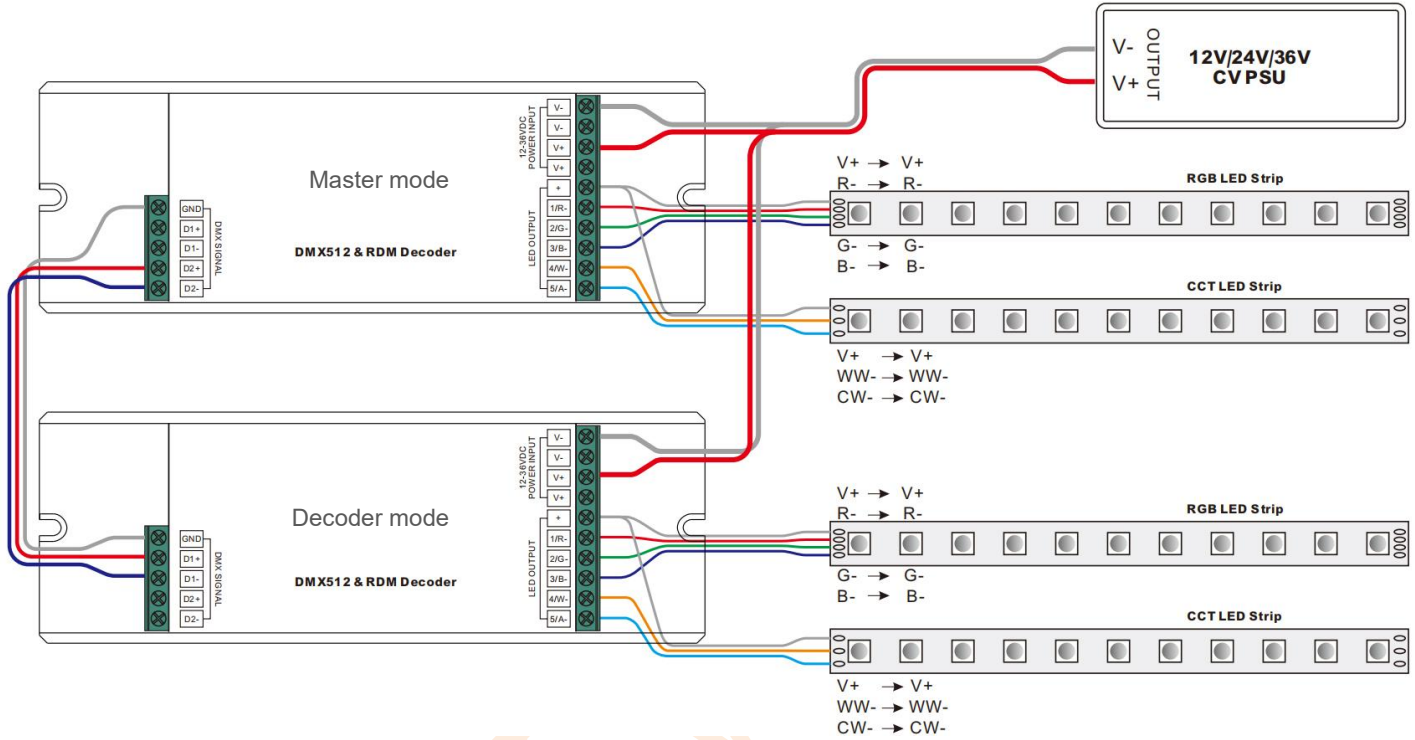 V-
V+
OUTPUT
12V/24V/36V
CV PSU
Master mode
DMX512 & RDM Decoder
GND
D1+
D1-
D2+
D2-
DMX SIGNAL
12-36VDC
POWER INPUT
V-
V-
V+
V+
LED OUTPUT
+
1/R-
2/G-
3/B-
4/W-
5/A-
V+ → V+
R- → R-
RGB LED Strip
G- → G-
B- → B-
CCT LED Strip
V+ → V+
WW- → WW-
CW- → CW-
Decoder mode
DMX512 & RDM Decoder
GND
D1+
D1-
D2+
D2-
DMX SIGNAL
12-36VDC
POWER INPUT
V-
V-
V+
V+
LED OUTPUT
+
1/R-
2/G-
3/B-
4/W-
5/A-
V+ → V+
R- → R-
RGB LED Strip
G- → G-
B- → B-
CCT LED Strip
V+ → V+
WW- → WW-
CW- → CW-